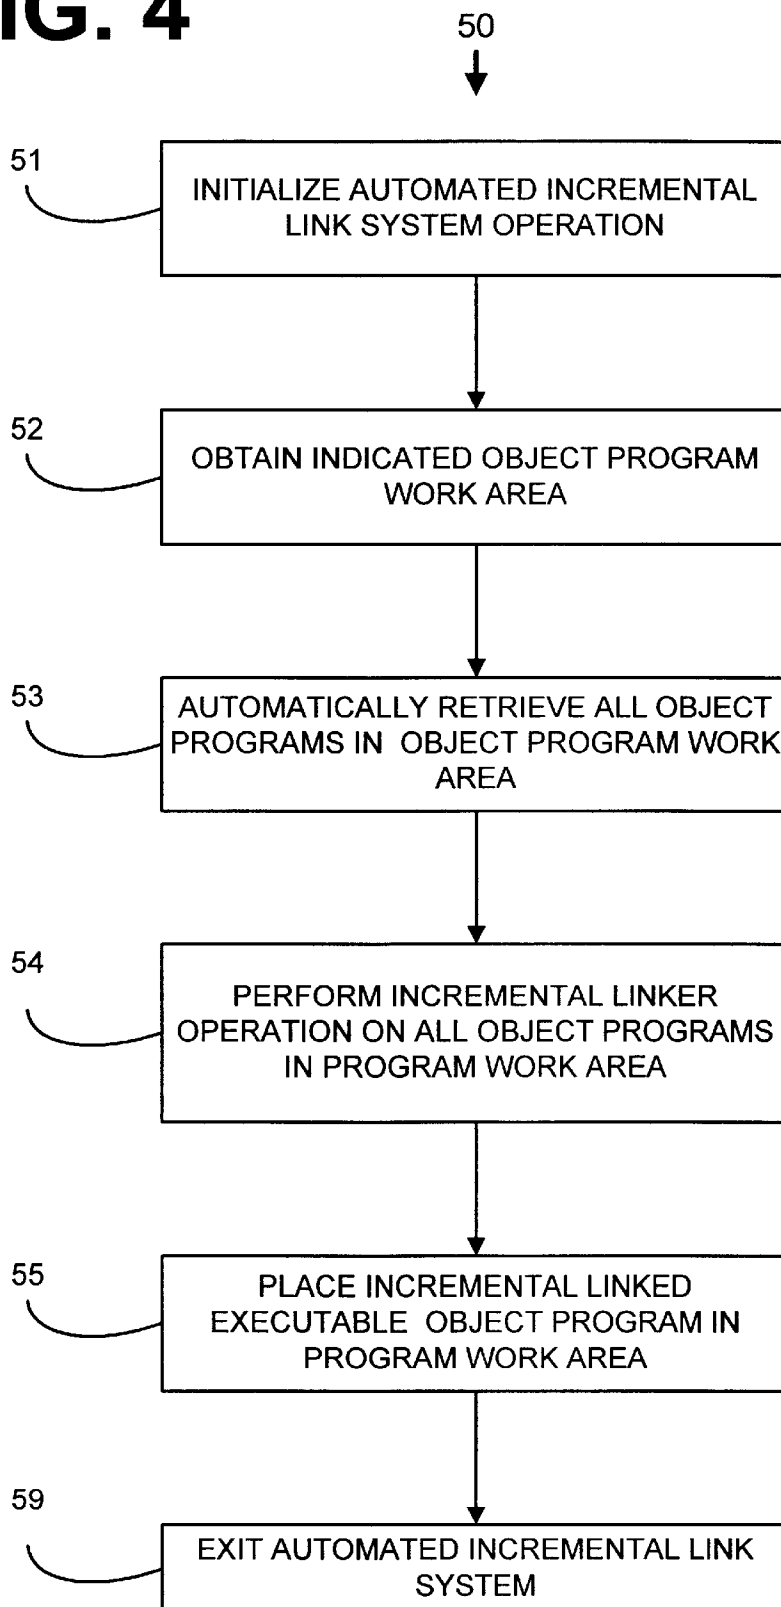 IG. 4
50
51
INITIALIZE AUTOMATED INCREMENTAL
LINK SYSTEM OPERATION
52
OBTAIN INDICATED OBJECT PROGRAM
WORK AREA
53
AUTOMATICALLY RETRIEVE ALL OBJECT
PROGRAMS IN OBJECT PROGRAM WORK
AREA
54
PERFORM INCREMENTAL LINKER
OPERATION ON ALL OBJECT PROGRAMS
IN PROGRAM WORK AREA
55
PLACE INCREMENTAL LINKED
EXECUTABLE OBJECT PROGRAM IN
PROGRAM WORK AREA
59
EXIT AUTOMATED INCREMENTAL LINK
SYSTEM